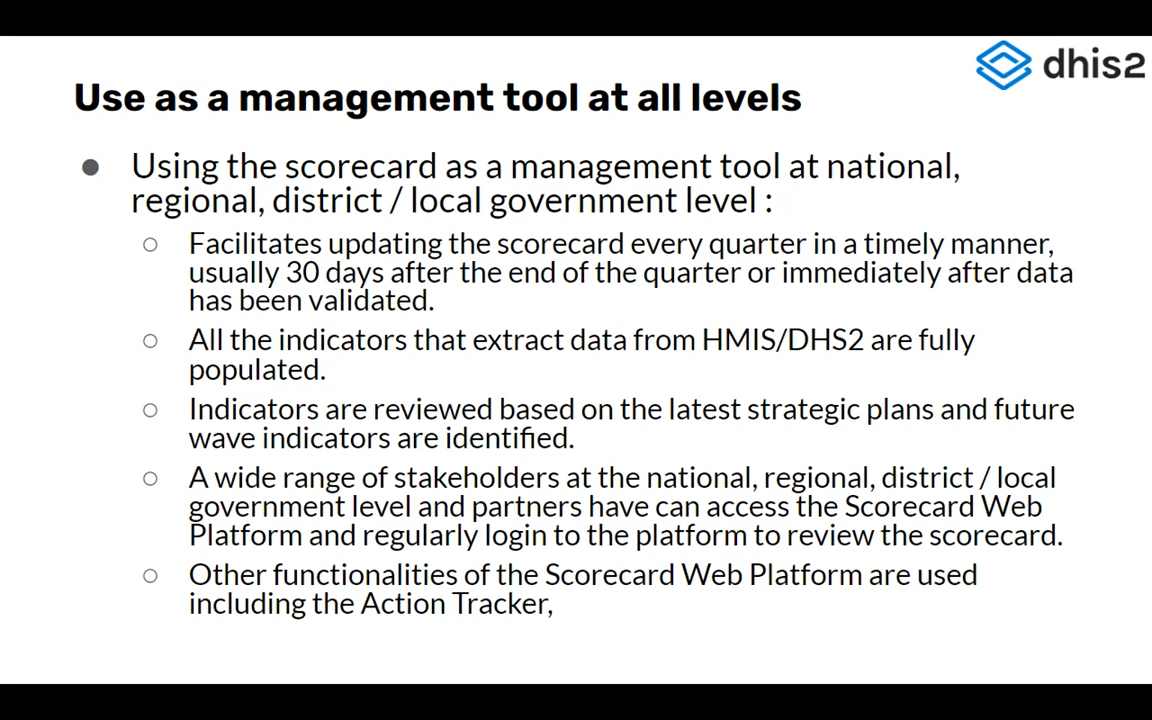 dhis2
Use as a management tool at all levels
● Using the scorecard as a management tool at national,
regional, district / local government level :
○ Facilitates updating the scorecard every quarter in a timely manner,
usually 30 days after the end of the quarter or immediately after data
has been validated.
○ All the indicators that extract data from HMIS/DHS2 are fully
populated.
○ Indicators are reviewed based on the latest strategic plans and future
wave indicators are identified.
○ A wide range of stakeholders at the national, regional, district / local
government level and partners have can access the Scorecard Web
Platform and regularly login to the platform to review the scorecard.
○ Other functionalities of the Scorecard Web Platform are used
including the Action Tracker,